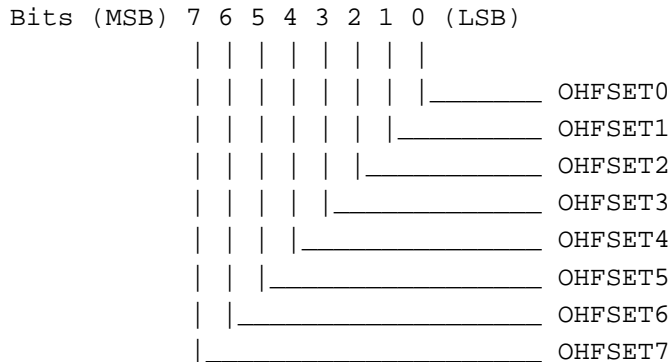 Bits (MSB) 7 6 5 4 3 2 1 0 (LSB)
OHFSET0
OHFSET1
OHFSET2
OHFSET3
OHFSET4
OHFSET5
OHFSET6
OHFSET7